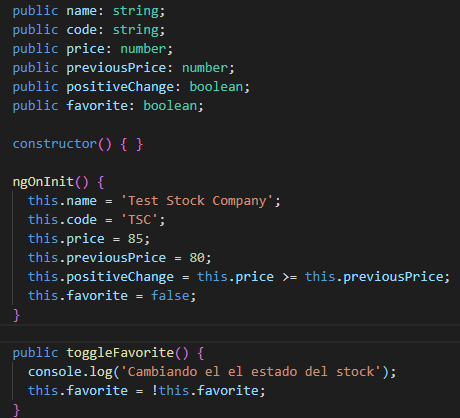 public name: string;
public code: string;
public price: number;
public previousPrice: number;
public positiveChange: boolean;
public favorite: boolean;
constructor() { }
ngOnInit() {
this.name = 'Test Stock Company';
this.code = 'TSC';
this.price = 85;
this.previousPrice = 80;
this.positiveChange = this.price >= this.previousPrice;
this.favorite = false;
}
public toggleFavorite() {
console.log('Cambiando el el estado del stock');
this.favorite = !this.favorite;
}